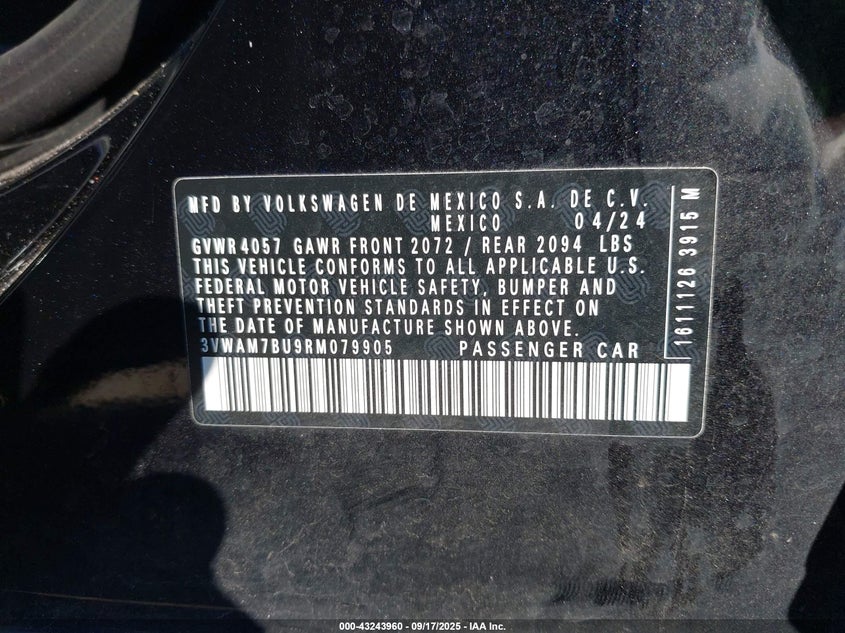 MFD BY VOLKSWAGEN DE MEXICO S.A. DE C.V.
MEXICO 04/24
GVWR 4057 GAWR FRONT 2072 / REAR 2094 LBS
THIS VEHICLE CONFORMS TO ALL APPLICABLE U.S.
FEDERAL MOTOR VEHICLE SAFETY, BUMPER AND
THEFT PREVENTION STANDARDS IN EFFECT ON
THE DATE OF MANUFACTURE SHOWN ABOVE.
3VWAM7BU9RM079905 PASSENGER CAR
1611126 3915 M
000-43243960 - 09/17/2025 - IAA Inc.